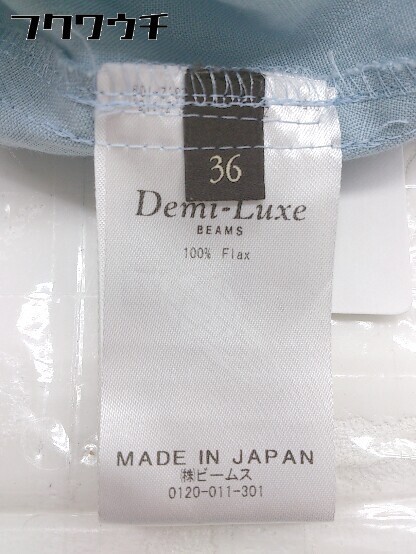 フクウチ
36
Demi-Luxe
BEAMS
100% Flax
MADE IN JAPAN
㈱ビームス
0120-011-301